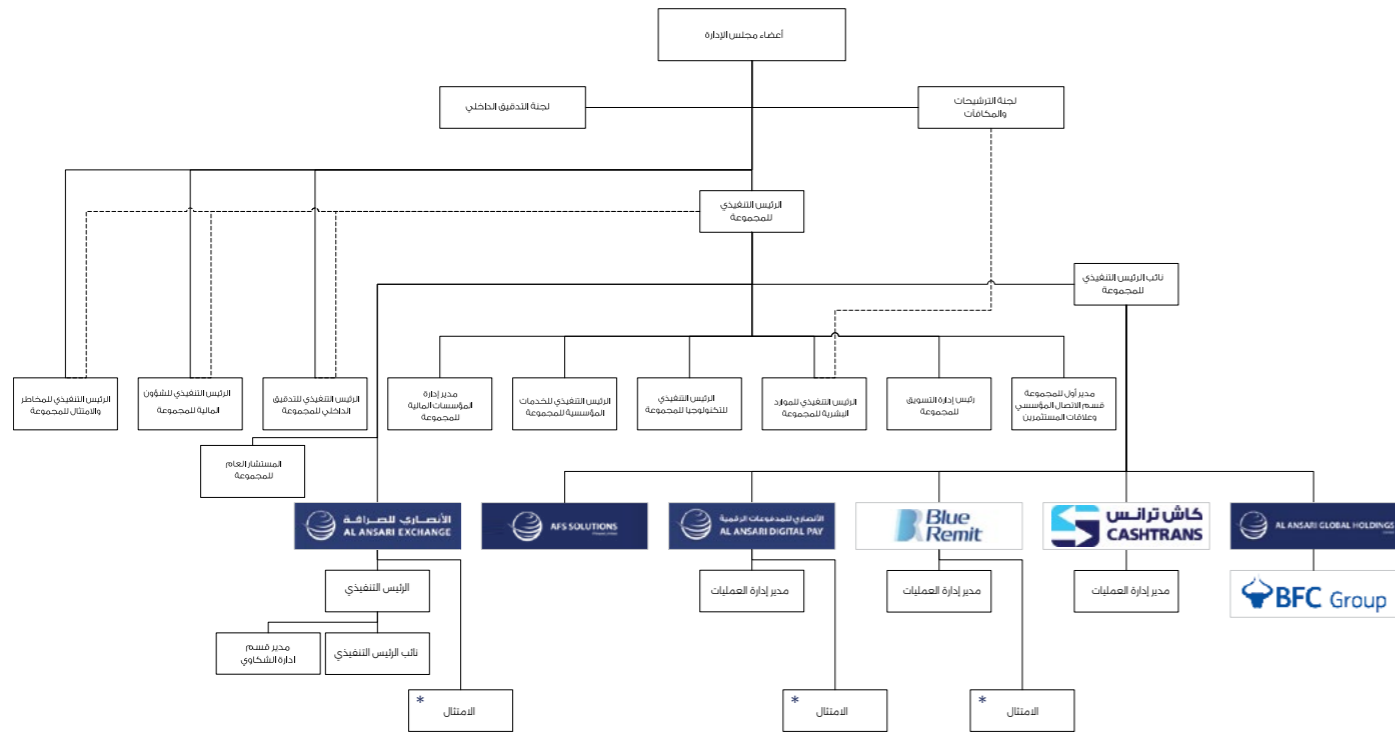 أعضاء مجلس الإدارة
لجنة الترشيحات
والمكافآت
لجنة التدقيق الداخلي
الرئيس التنفيذي
للمجموعة
نائب الرئيس التنفيذي
للمجموعة
مدير أول للمجموعة
قسم الاتصال المؤسسي
وعلاقات المستثمرين
رئيس إدارة التسويق
للمجموعة
الرئيس التنفيذي للموارد
البشرية للمجموعة
الرئيس التنفيذي
للتكنولوجيا للمجموعة
الرئيس التنفيذي للخدمات
المؤسسية للمجموعة
مدير إدارة
المؤسسات المالية
للمجموعة
الرئيس التنفيذي للتدقيق
الداخلي للمجموعة
الرئيس التنفيذي للشؤون
المالية للمجموعة
الرئيس التنفيذي للمخاطر
والامتثال للمجموعة
المستشار العام
للمجموعة
AL ANSARI GLOBAL HOLDINGS
كاش ترانس
CASHTRANS
Blue
Remit
الأنصاري للمدفوعات الرقمية
AL ANSARI DIGITAL PAY
AFS SOLUTIONS
الأنصاري للصرافة
AL ANSARI EXCHANGE
BFC Group
مدير إدارة العمليات
مدير إدارة العمليات
مدير إدارة العمليات
الرئيس التنفيذي
نائب الرئيس التنفيذي
مدير قسم
ادارة الشكاوي
* الامتثال
* الامتثال
* الامتثال